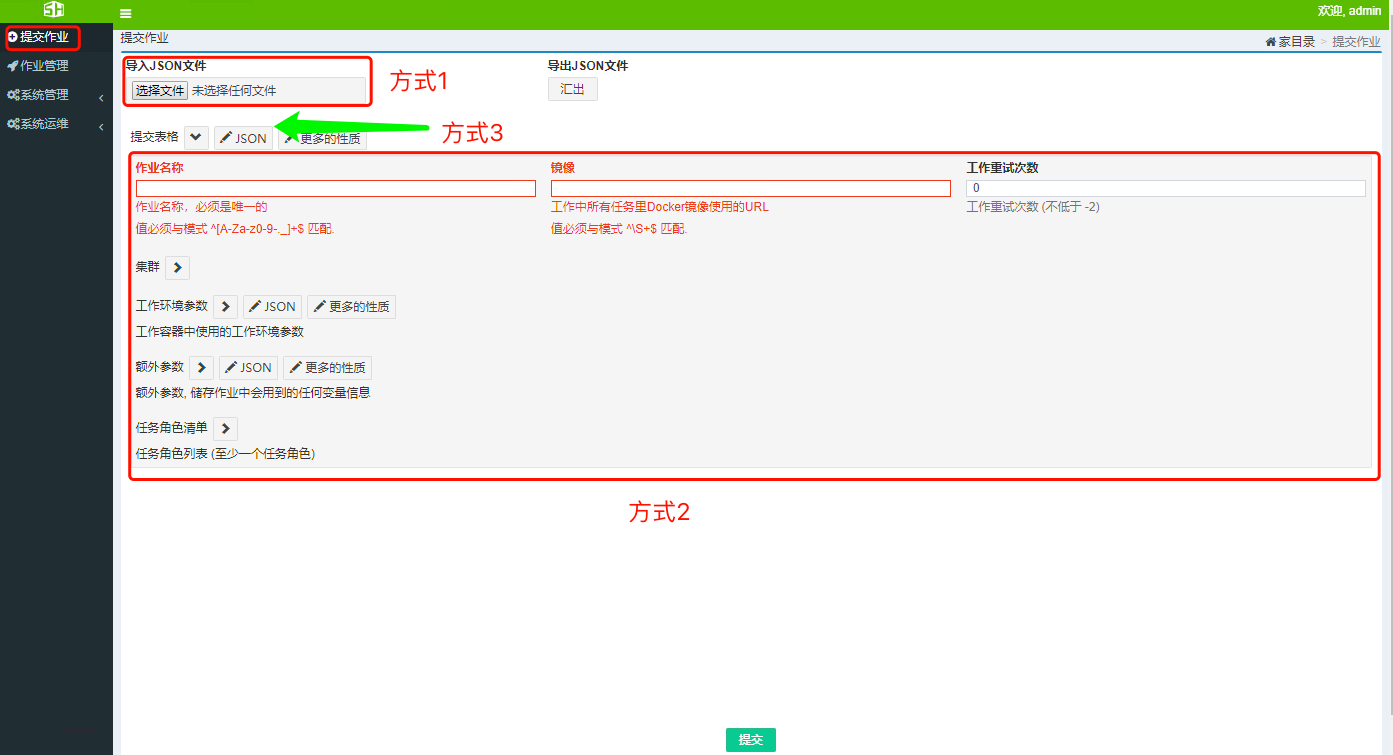 SH
欢迎, admin
提交作业
作业管理
系统管理
系统运维
提交作业
家目录 > 提交作业
导入JSON文件
选择文件 未选择任何文件
方式1
导出JSON文件
汇出
提交表格 JSON 更多的性质
方式3
作业名称
作业名称，必须是唯一的
值必须与模式 ^[A-Za-z0-9-._]+$ 匹配.
镜像
工作中所有任务里Docker镜像使用的URL
值必须与模式 ^\S+$ 匹配.
工作重试次数
0
工作重试次数 (不低于 -2)
集群
工作环境参数 JSON 更多的性质
工作容器中使用的工作环境参数
额外参数 JSON 更多的性质
额外参数, 储存作业中会用到的任何变量信息
任务角色清单
任务角色列表 (至少一个任务角色)
方式2
提交